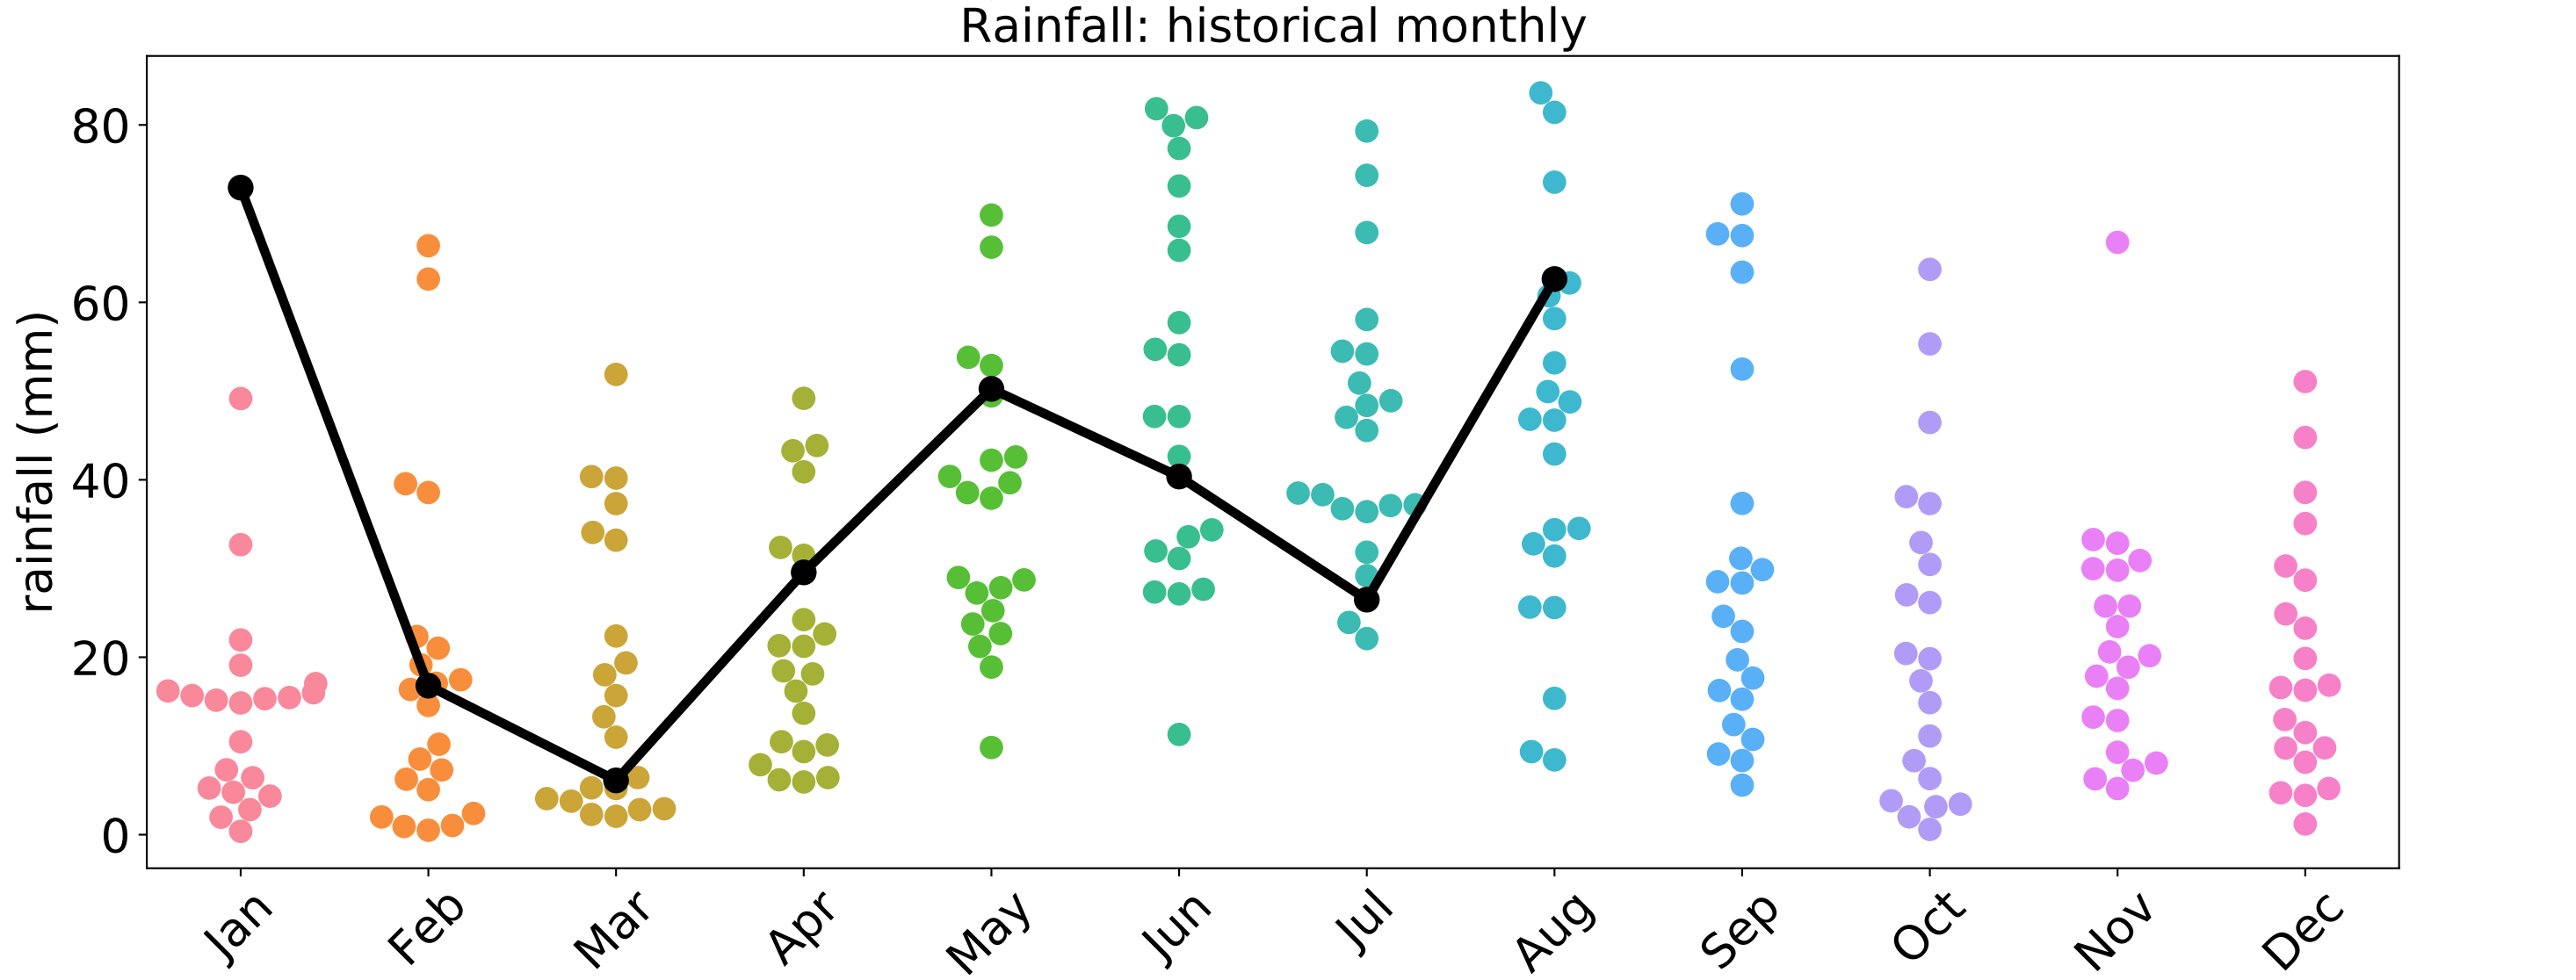 Rainfall: historical monthly
rainfall (mm)
80
60
40
20
0
Jan
Feb
Mar
Apr
May
Jun
Jul
Aug
Sep
Oct
Nov
Dec